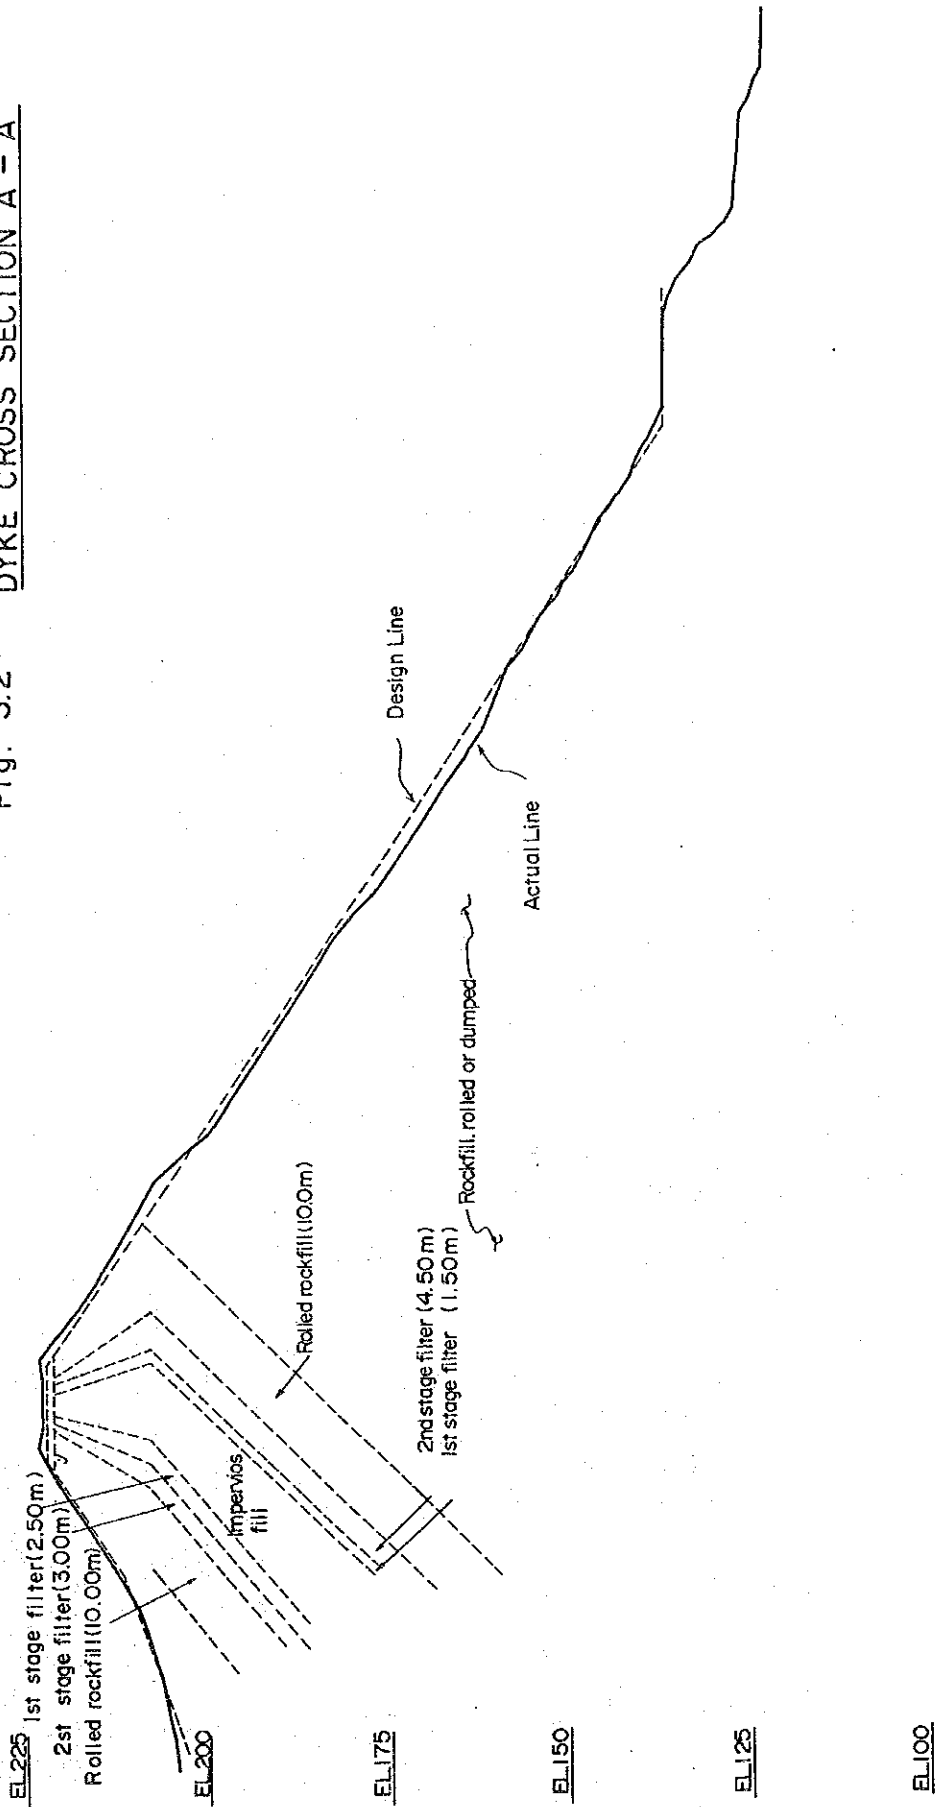 Fig. 3.2 DYKE CROSS SECTION A - A
EL225
1st stage filter(2.50m)
2st stage filter(3.00m)
Rolled rockfill(10.00m)
EL200
Impervios
fill
Rolled rockfill(10.0m)
Design Line
EL175
2nd stage filter (4.50m)
1st stage filter (1.50m)
Rockfill. rolled or dumped
Actual Line
EL150
EL125
EL100